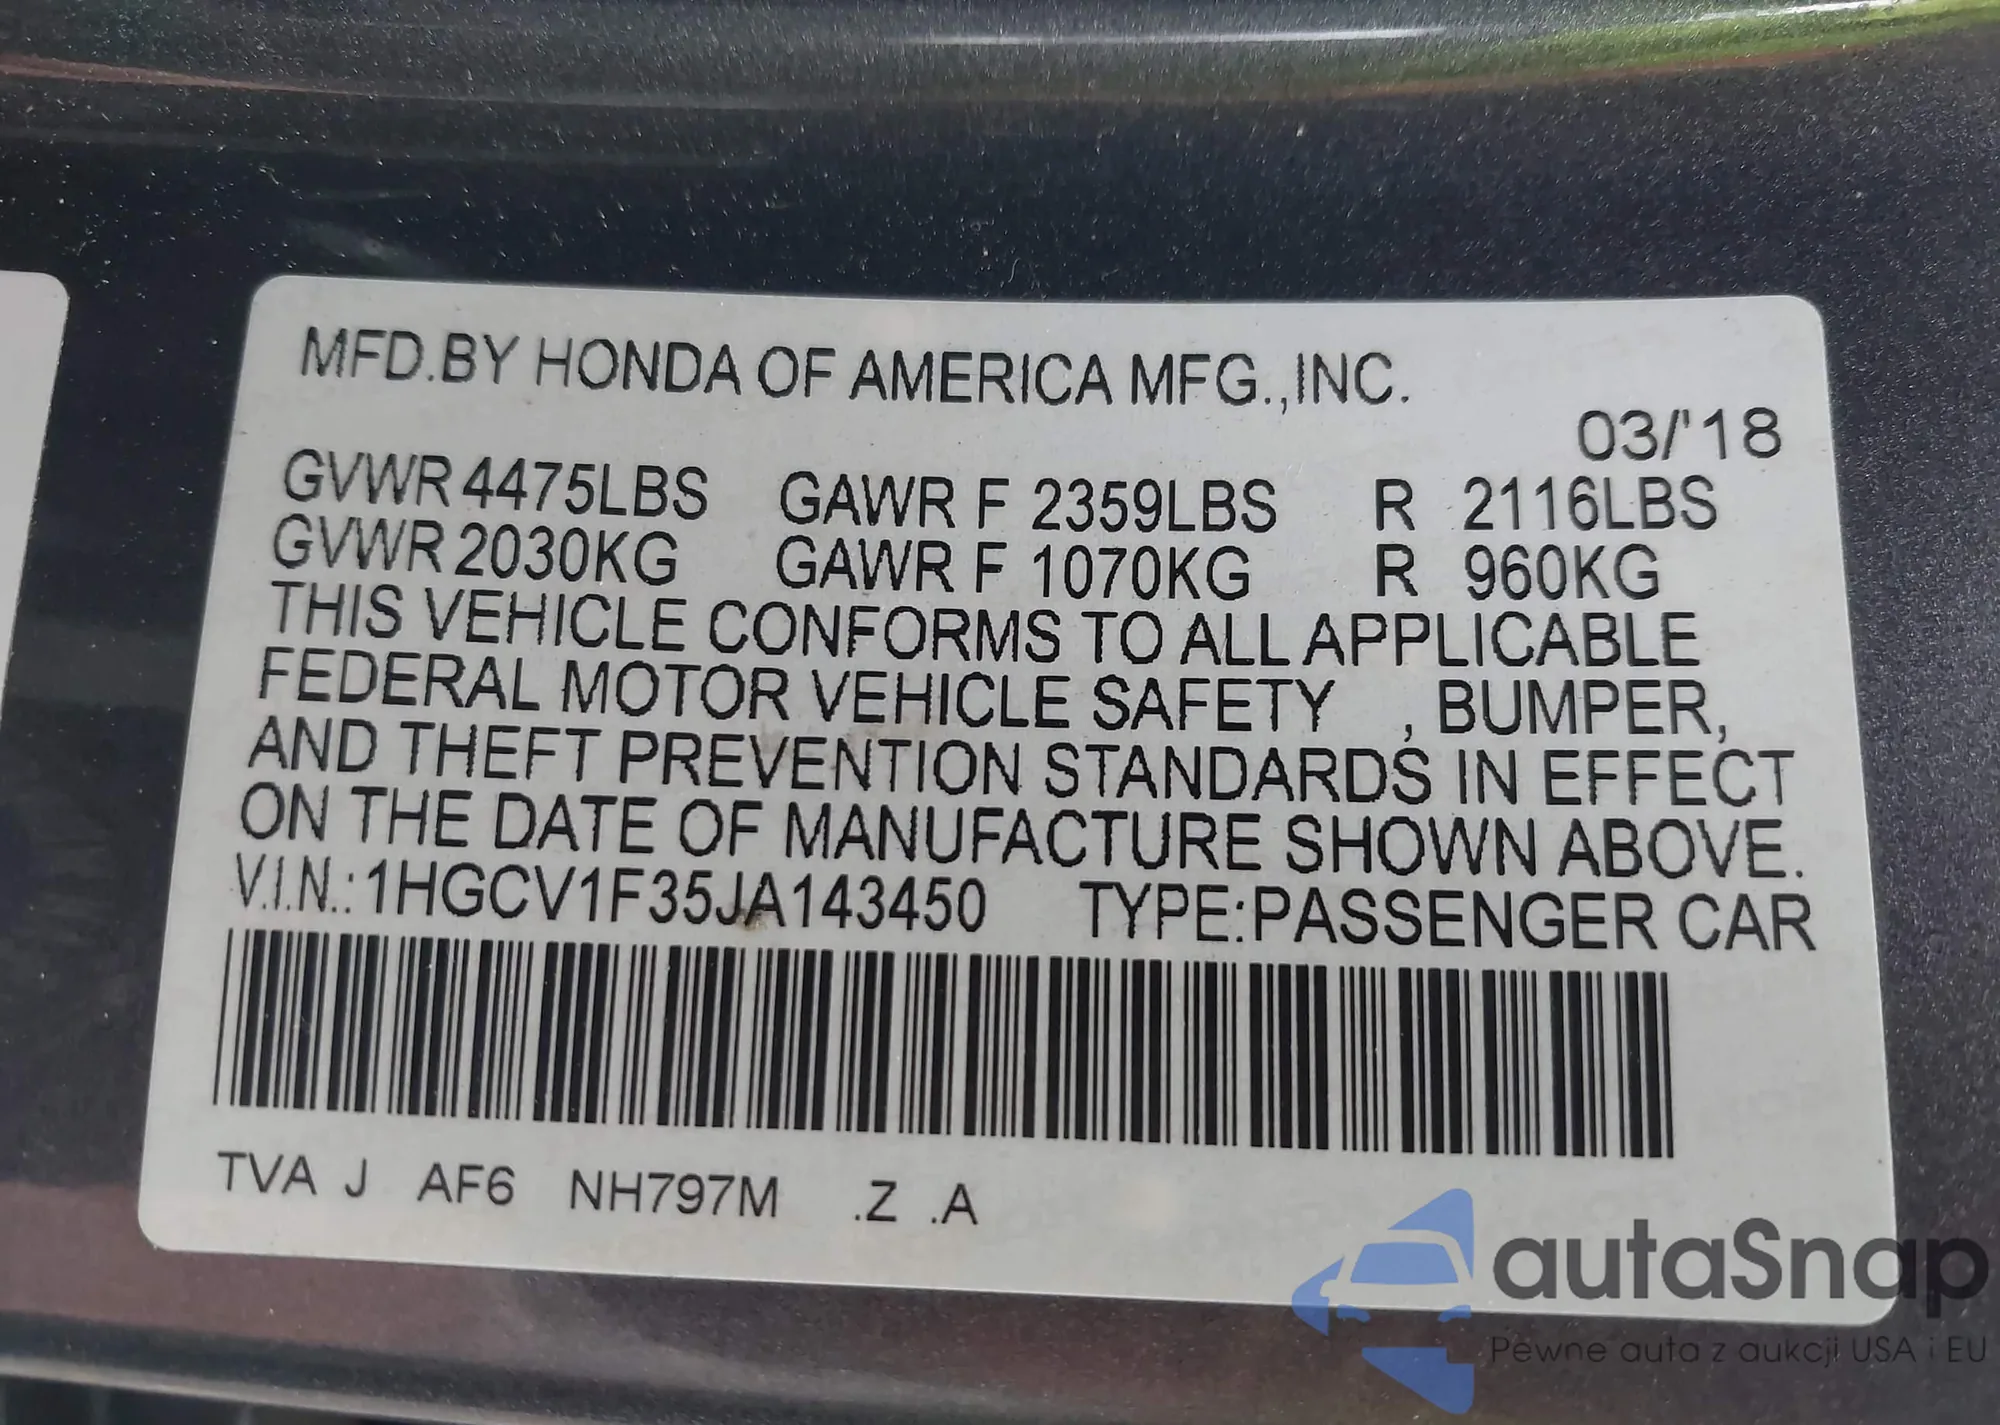 MFD.BY HONDA OF AMERICA MFG.,INC.
03/'18
GVWR 4475LBS GAWR F 2359LBS R 2116LBS
GVWR 2030KG GAWR F 1070KG R 960KG
THIS VEHICLE CONFORMS TO ALL APPLICABLE
FEDERAL MOTOR VEHICLE SAFETY , BUMPER,
AND THEFT PREVENTION STANDARDS IN EFFECT
ON THE DATE OF MANUFACTURE SHOWN ABOVE.
V.I.N.:1HGCV1F35JA143450 TYPE:PASSENGER CAR
TVA J AF6 NH797M .Z .A
autaSnap
Pewne auta z aukcji USA i EU